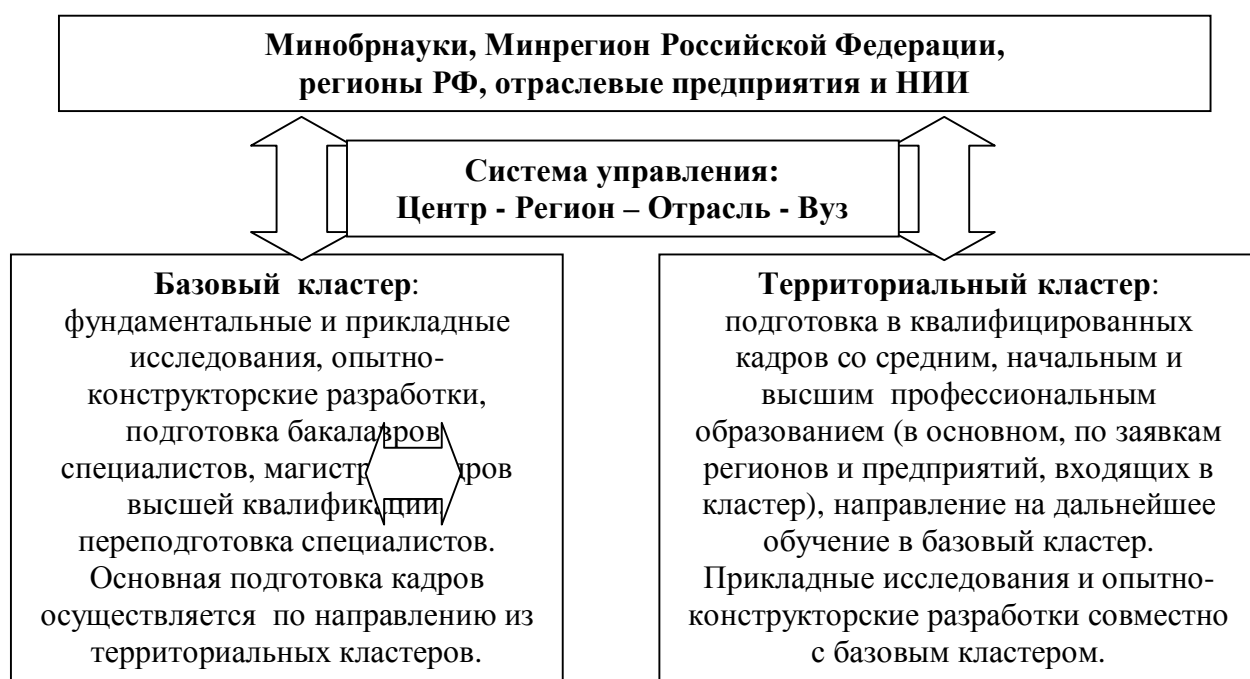 Минобрнауки, Минрегион Российской Федерации,
регионы РФ, отраслевые предприятия и НИИ
Система управления:
Центр - Регион – Отрасль - Вуз
Базовый кластер:
фундаментальные и прикладные
исследования, опытно-
конструкторские разработки,
подготовка бакалавров
специалистов,
высшей квалификации,
переподготовка специалистов.
Основная подготовка кадров
осуществляется по направлению из
территориальных кластеров.
Территориальный кластер:
подготовка в квалифицированных
кадров со средним, начальным и
высшим профессиональным
образованием (в основном, по заявкам
регионов и предприятий, входящих в
кластер), направление на дальнейшее
обучение в базовый кластер.
Прикладные исследования и опытно-
конструкторские разработки совместно
с базовым кластером.